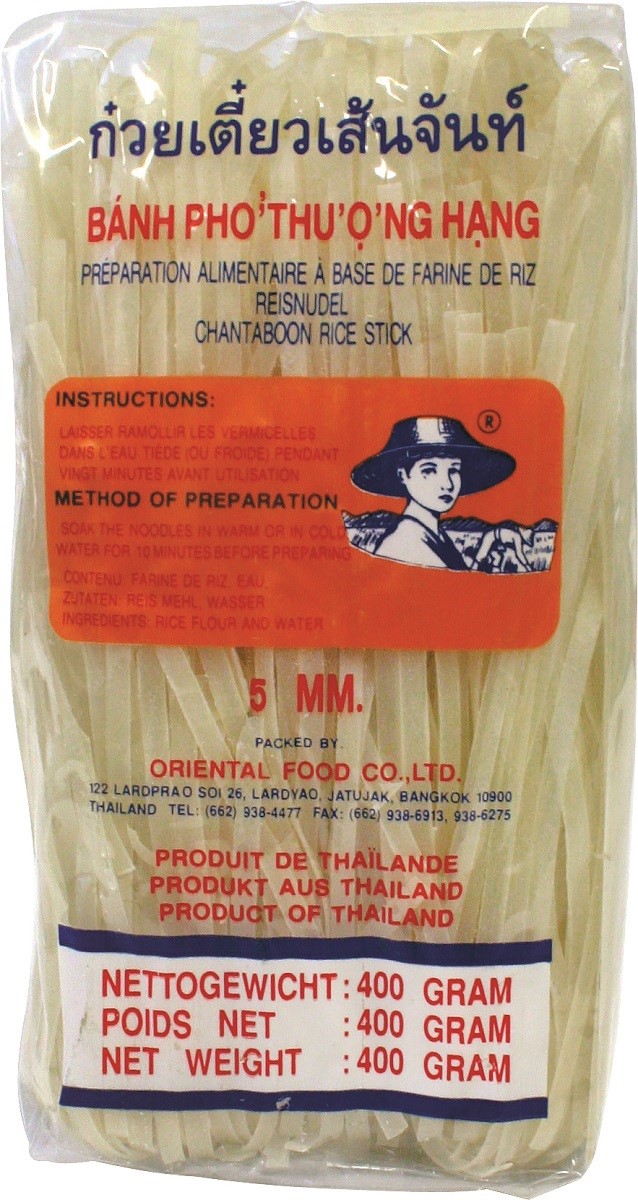 ก๋วยเตี๋ยวเส้นจันท์
BÁNH PHO’THU’Ọ’NG HẠNG
PRÉPARATION ALIMENTAIRE À BASE DE FARINE DE RIZ
REISNUDEL
CHANTABOON RICE STICK
INSTRUCTIONS:
LAISSER RAMOLLIR LES VERMICELLES
DANS L'EAU TIÈDE (OU FROIDE) PENDANT
VINGT MINUTES AVANT UTILISATION
METHOD OF PREPARATION
SOAK THE NOODLES IN WARM OR IN COLD
WATER FOR 10 MINUTES BEFORE PREPARING
CONTENU: FARINE DE RIZ, EAU.
ZUTATEN: REIS MEHL, WASSER
INGREDIENTS: RICE FLOUR AND WATER
®
5 MM.
PACKED BY.
ORIENTAL FOOD CO.,LTD.
122 LARDPRAO SOI 26, LARDYAO, JATUJAK, BANGKOK 10900
THAILAND TEL: (662) 938-4477 FAX: (662) 938-6913, 938-6275
PRODUIT DE THAÏLANDE
PRODUKT AUS THAILAND
PRODUCT OF THAILAND
NETTOGEWICHT : 400 GRAM
POIDS NET : 400 GRAM
NET WEIGHT : 400 GRAM